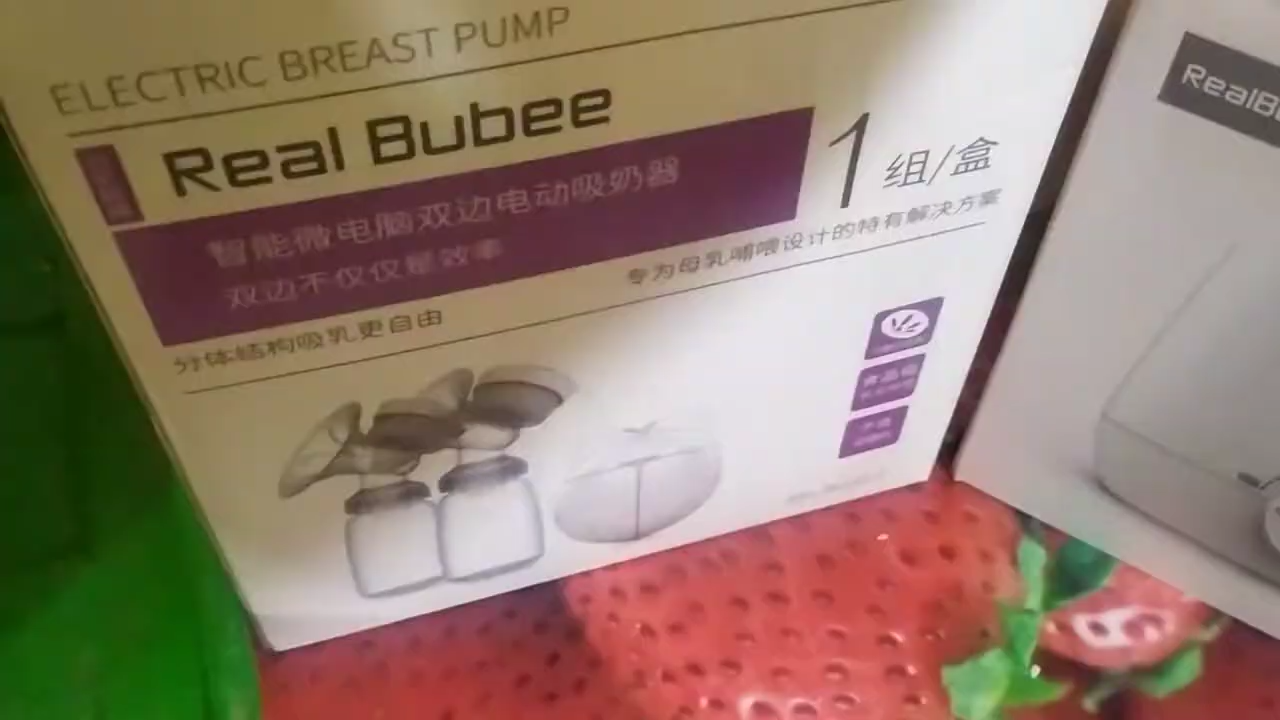 ELECTRIC BREAST PUMP
Real Bubee
智能微电脑双边电动吸奶器
双边不仅仅是效率
1组/盒
专为母乳哺喂设计的特有解决方案
分体结构吸乳更自由
RealB